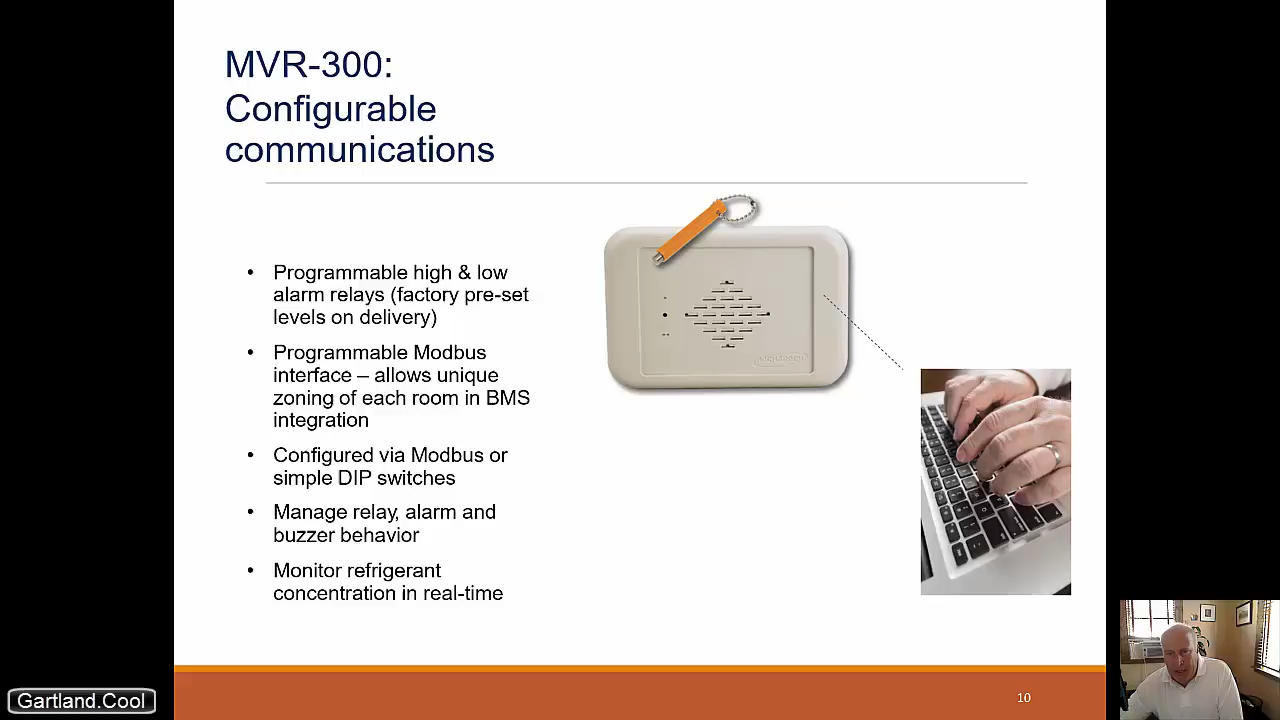 MVR-300:
Configurable
communications
• Programmable high & low
alarm relays (factory pre-set
levels on delivery)
• Programmable Modbus
interface – allows unique
zoning of each room in BMS
integration
• Configured via Modbus or
simple DIP switches
• Manage relay, alarm and
buzzer behavior
• Monitor refrigerant
concentration in real-time
10
Gartland.Cool